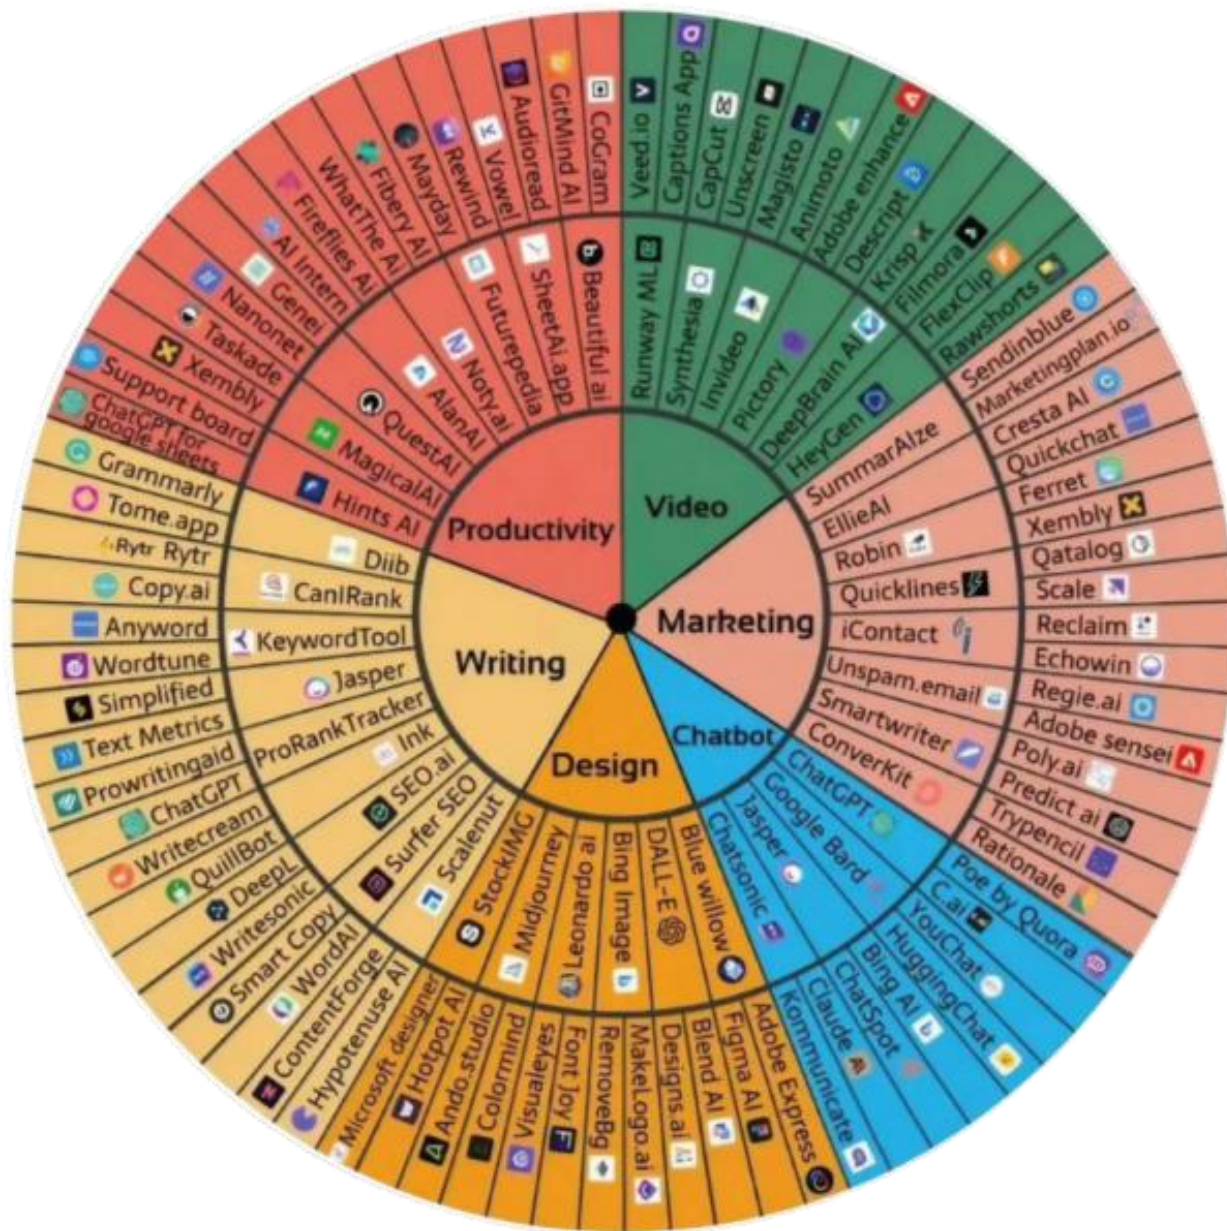 Productivity
Video
Marketing
Chatbot
Design
Writing
Beautiful ai
SheetAi.app
Futurepedia
Noty.ai
AlanAI
QuestAI
MagicalAI
Hints AI
CoGram
GitMind AI
Audioread
Vowel
Rewind
Mayday
Fibery AI
WhatThe Ai
Fireflies Ai
AI Intern
Genei
Nanonet
Taskade
Xembly
Support board
ChatGPT for
google sheets
Runway ML
Synthesia
Invideo
Pictory
DeepBrain AI
HeyGen
Veed.io
Captions App
CapCut
Unscreen
Magisto
Animoto
Adobe enhance
Descript
Krisp
Filmora
FlexClip
Rawshorts
SummarAIze
EllieAI
Robin
Quicklines
iContact
Unspam.email
Smartwriter
ConverKit
Sendinblue
Marketingplan.io
Cresta AI
Quickchat
Ferret
Xembly
Qatalog
Scale
Reclaim
Echowin
Regie.ai
Adobe sensei
Poly.ai
Predict ai
Trypencil
Rationale
ChatGPT
Google Bard
Jasper
Chatsonic
Poe by Quora
C.ai
YouChat
HuggingChat
Bing AI
ChatSpot
Claude
Kommunicate
Blue willow
DALL-E
Bing Image
Leonardo ai
Midjourney
StockIMG
Adobe Express
Figma AI
Blend AI
Designs.ai
MakeLogo.ai
RemoveBg
Font Joy
Visualeyes
Colormind
Ando.studio
Hotpot Ai
Microsoft designer
Scalenut
Surfer SEO
SEO.ai
Ink
ProRankTracker
Jasper
KeywordTool
CanIRank
Diib
Hypotenuse AI
ContentForge
WordAi
Smart Copy
Writesonic
DeepL
QuillBot
Writecream
ChatGPT
Prowritingaid
Text Metrics
Simplified
Wordtune
Anyword
Copy.ai
Rytr Rytr
Tome.app
Grammarly